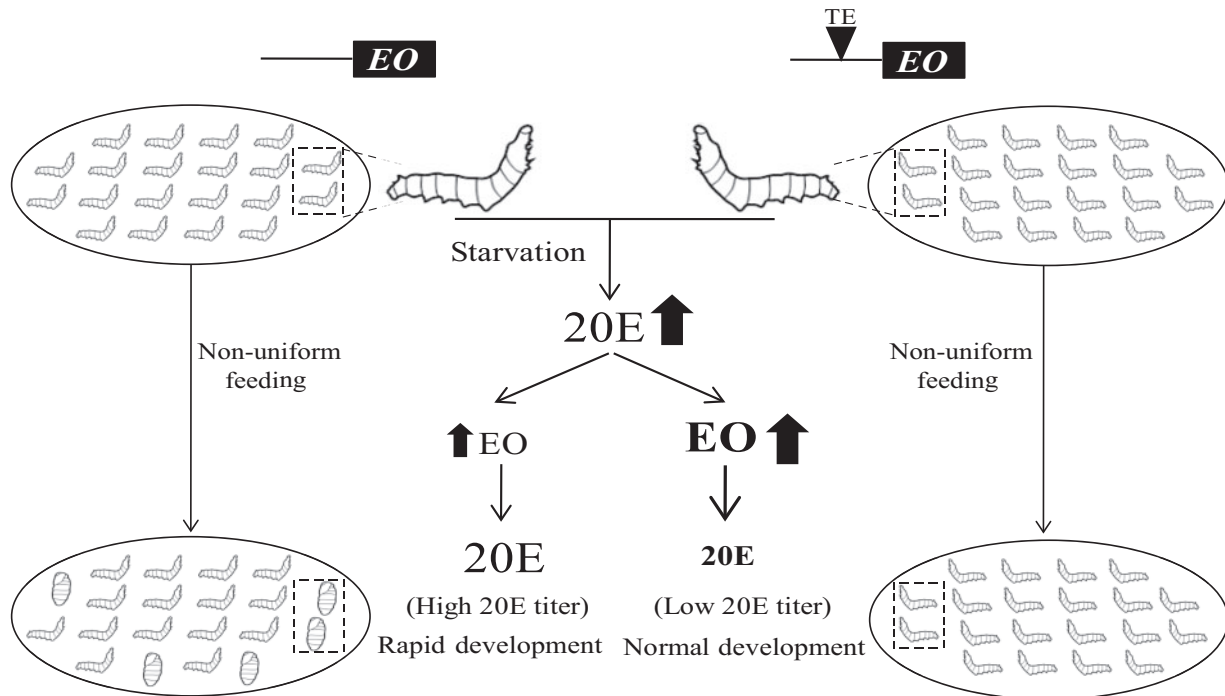 TE
EO
EO
Starvation
20E
Non-uniform
feeding
Non-uniform
feeding
EO
EO
20E
20E
(High 20E titer)
(Low 20E titer)
Rapid development
Normal development